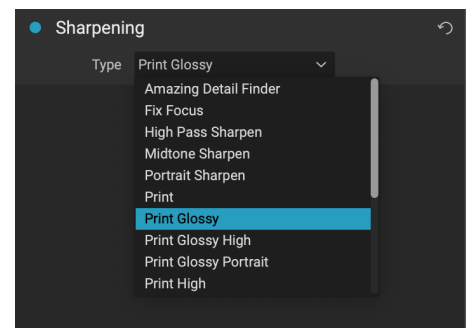 Sharpening
Type Print Glossy
Amazing Detail Finder
Fix Focus
High Pass Sharpen
Midtone Sharpen
Portrait Sharpen
Print
Print Glossy
Print Glossy High
Print Glossy Portrait
Print High